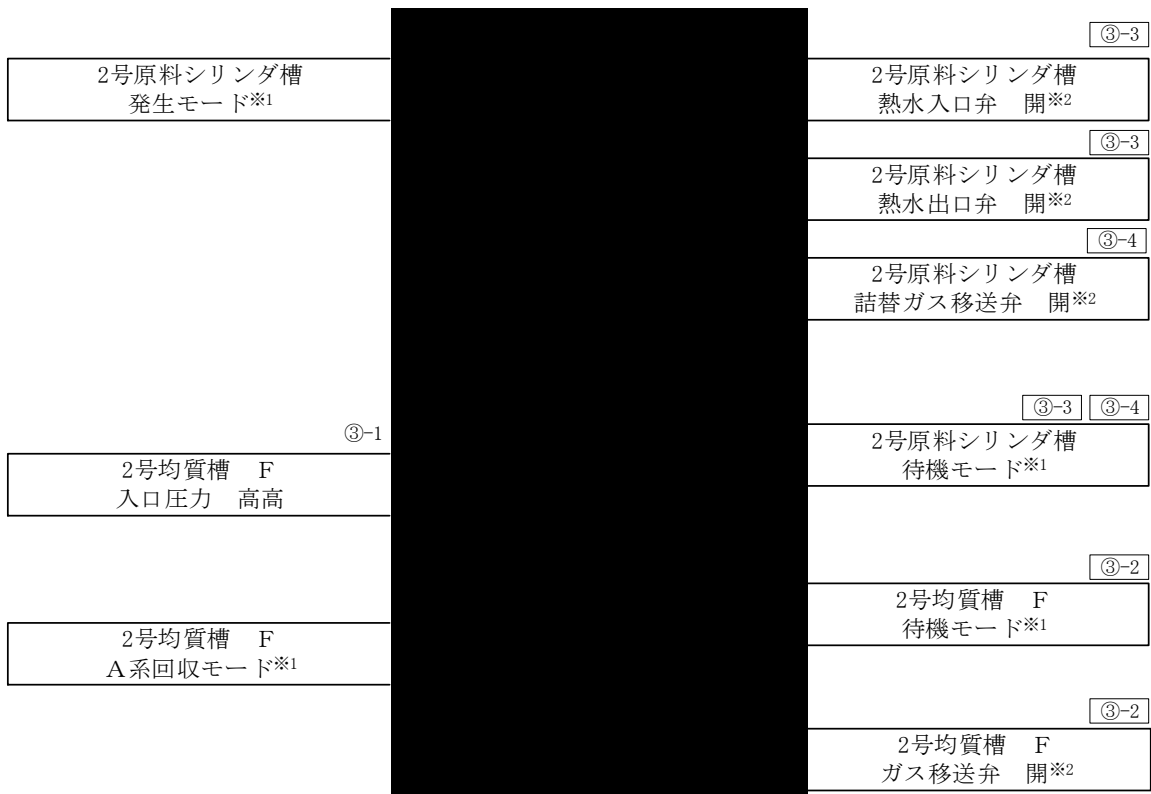 2号原料シリンダ槽
発生モード※1
③-1
2号均質槽　F
入口圧力　高高
2号均質槽　F
A系回収モード※1
③-3
2号原料シリンダ槽
熱水入口弁　開※2
③-3
2号原料シリンダ槽
熱水出口弁　開※2
③-4
2号原料シリンダ槽
詰替ガス移送弁　開※2
③-3 ③-4
2号原料シリンダ槽
待機モード※1
③-2
2号均質槽　F
待機モード※1
③-2
2号均質槽　F
ガス移送弁　開※2